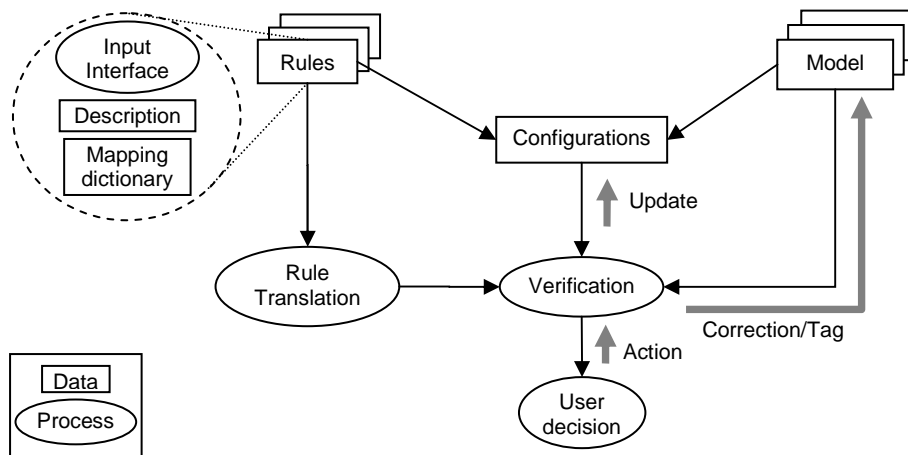 Input
Interface
Description
Mapping
dictionary
Rules
Model
Configurations
Update
Rule
Translation
Verification
Correction/Tag
Action
User
decision
Data
Process